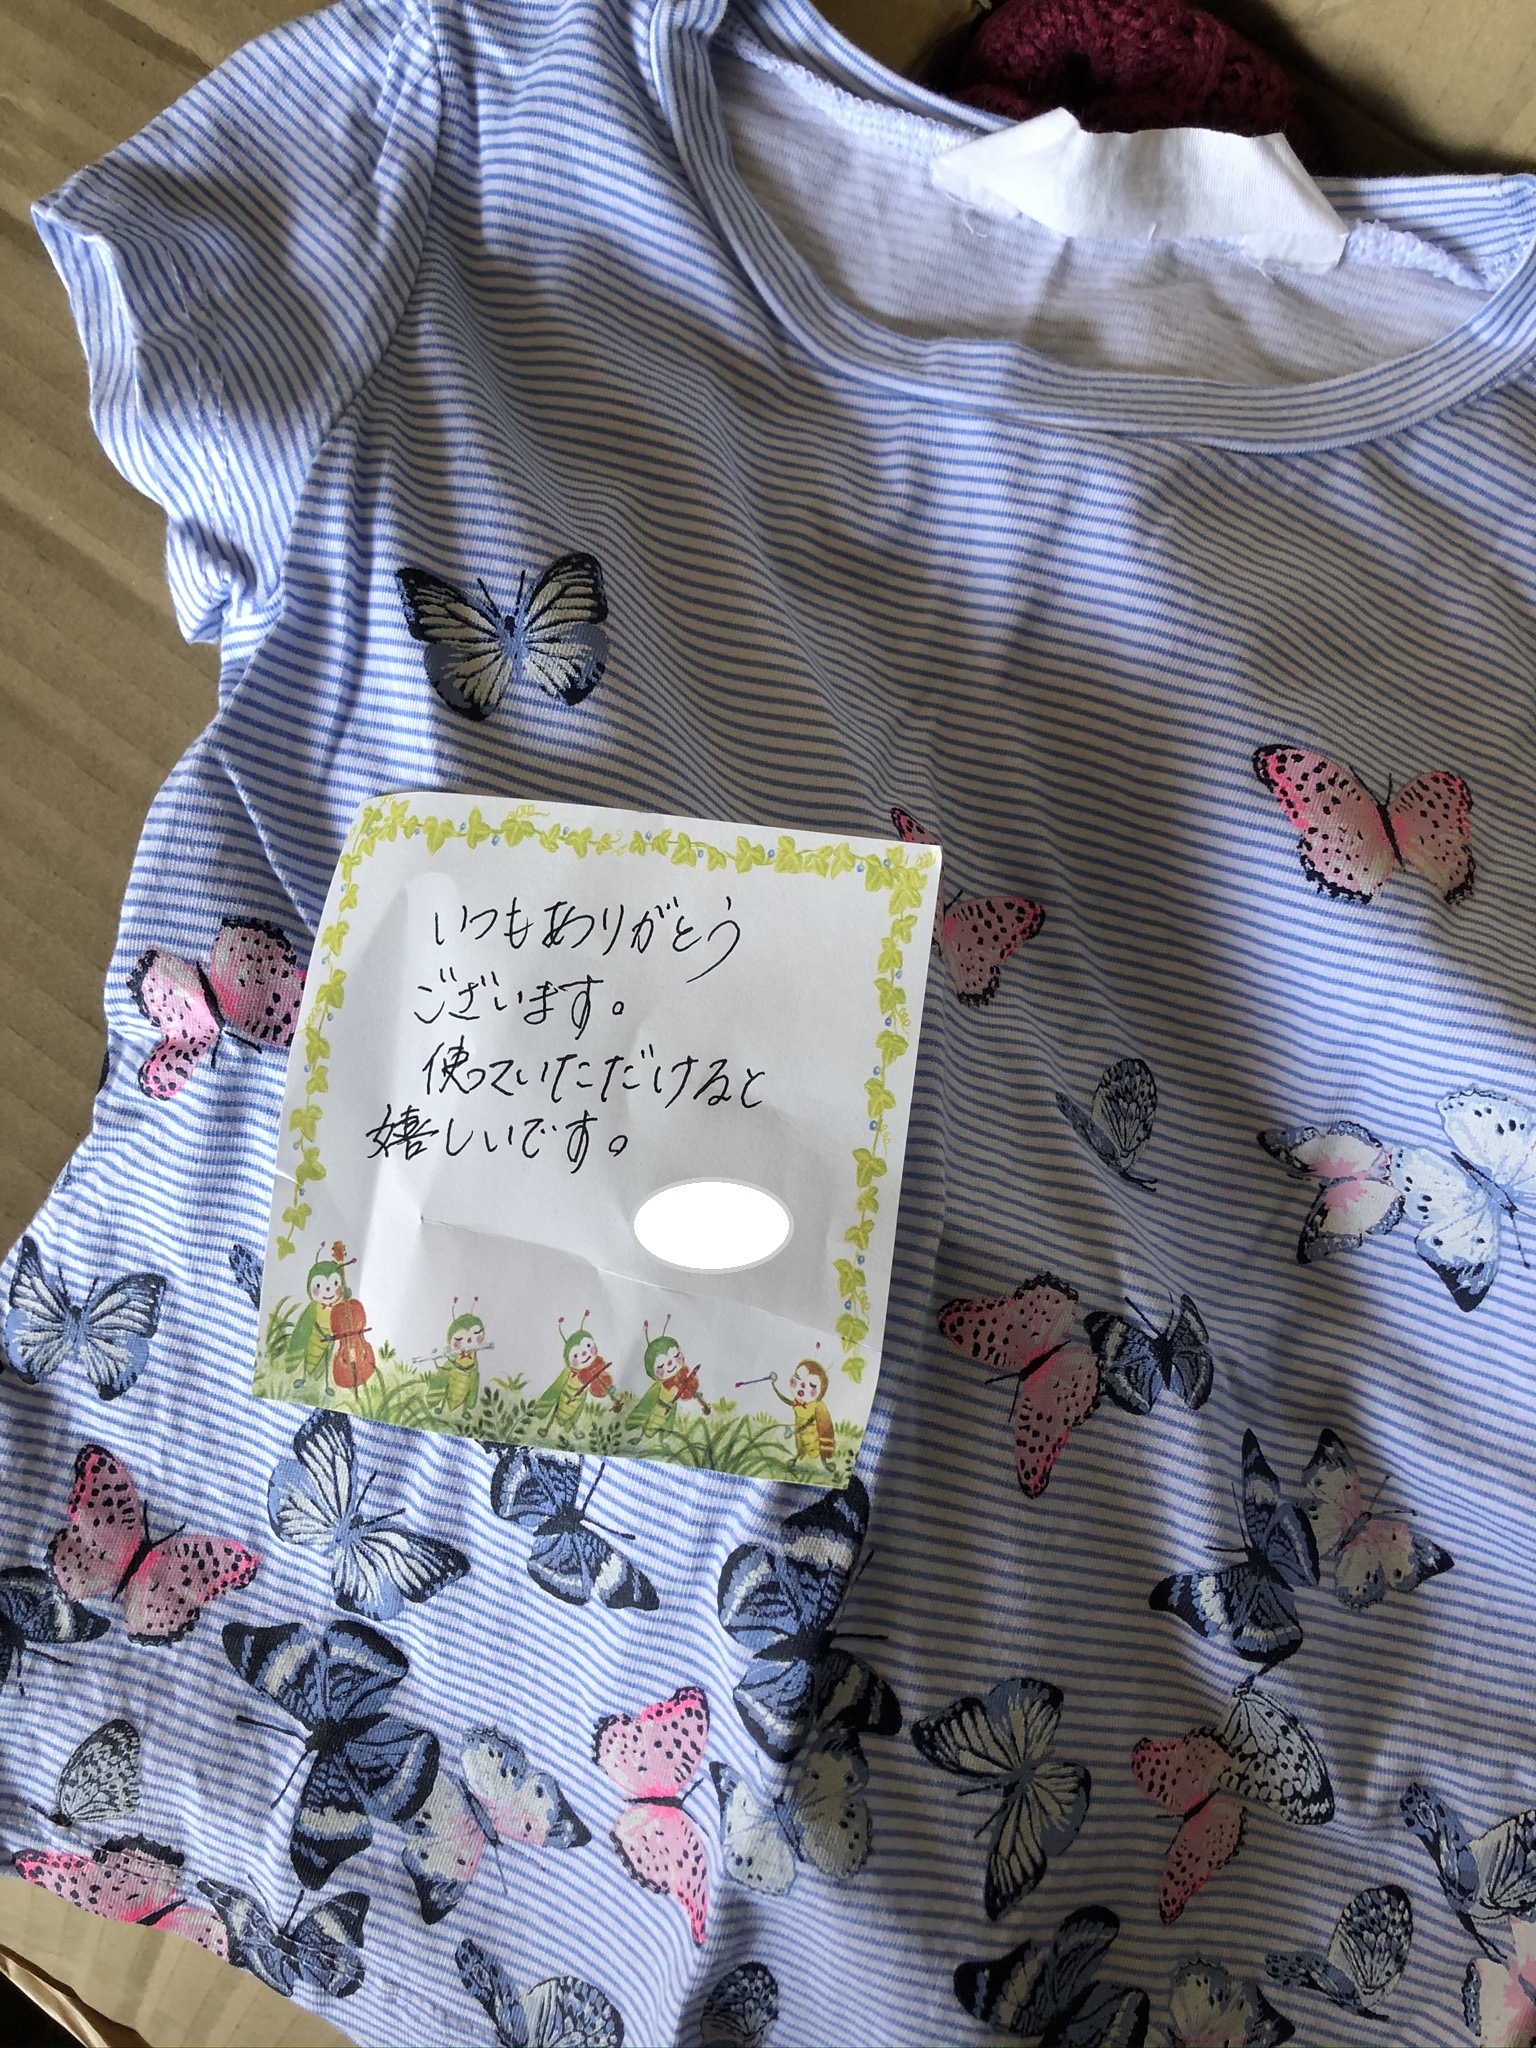 いつもありがとう
ございます。
使っていただけると
嬉しいです。